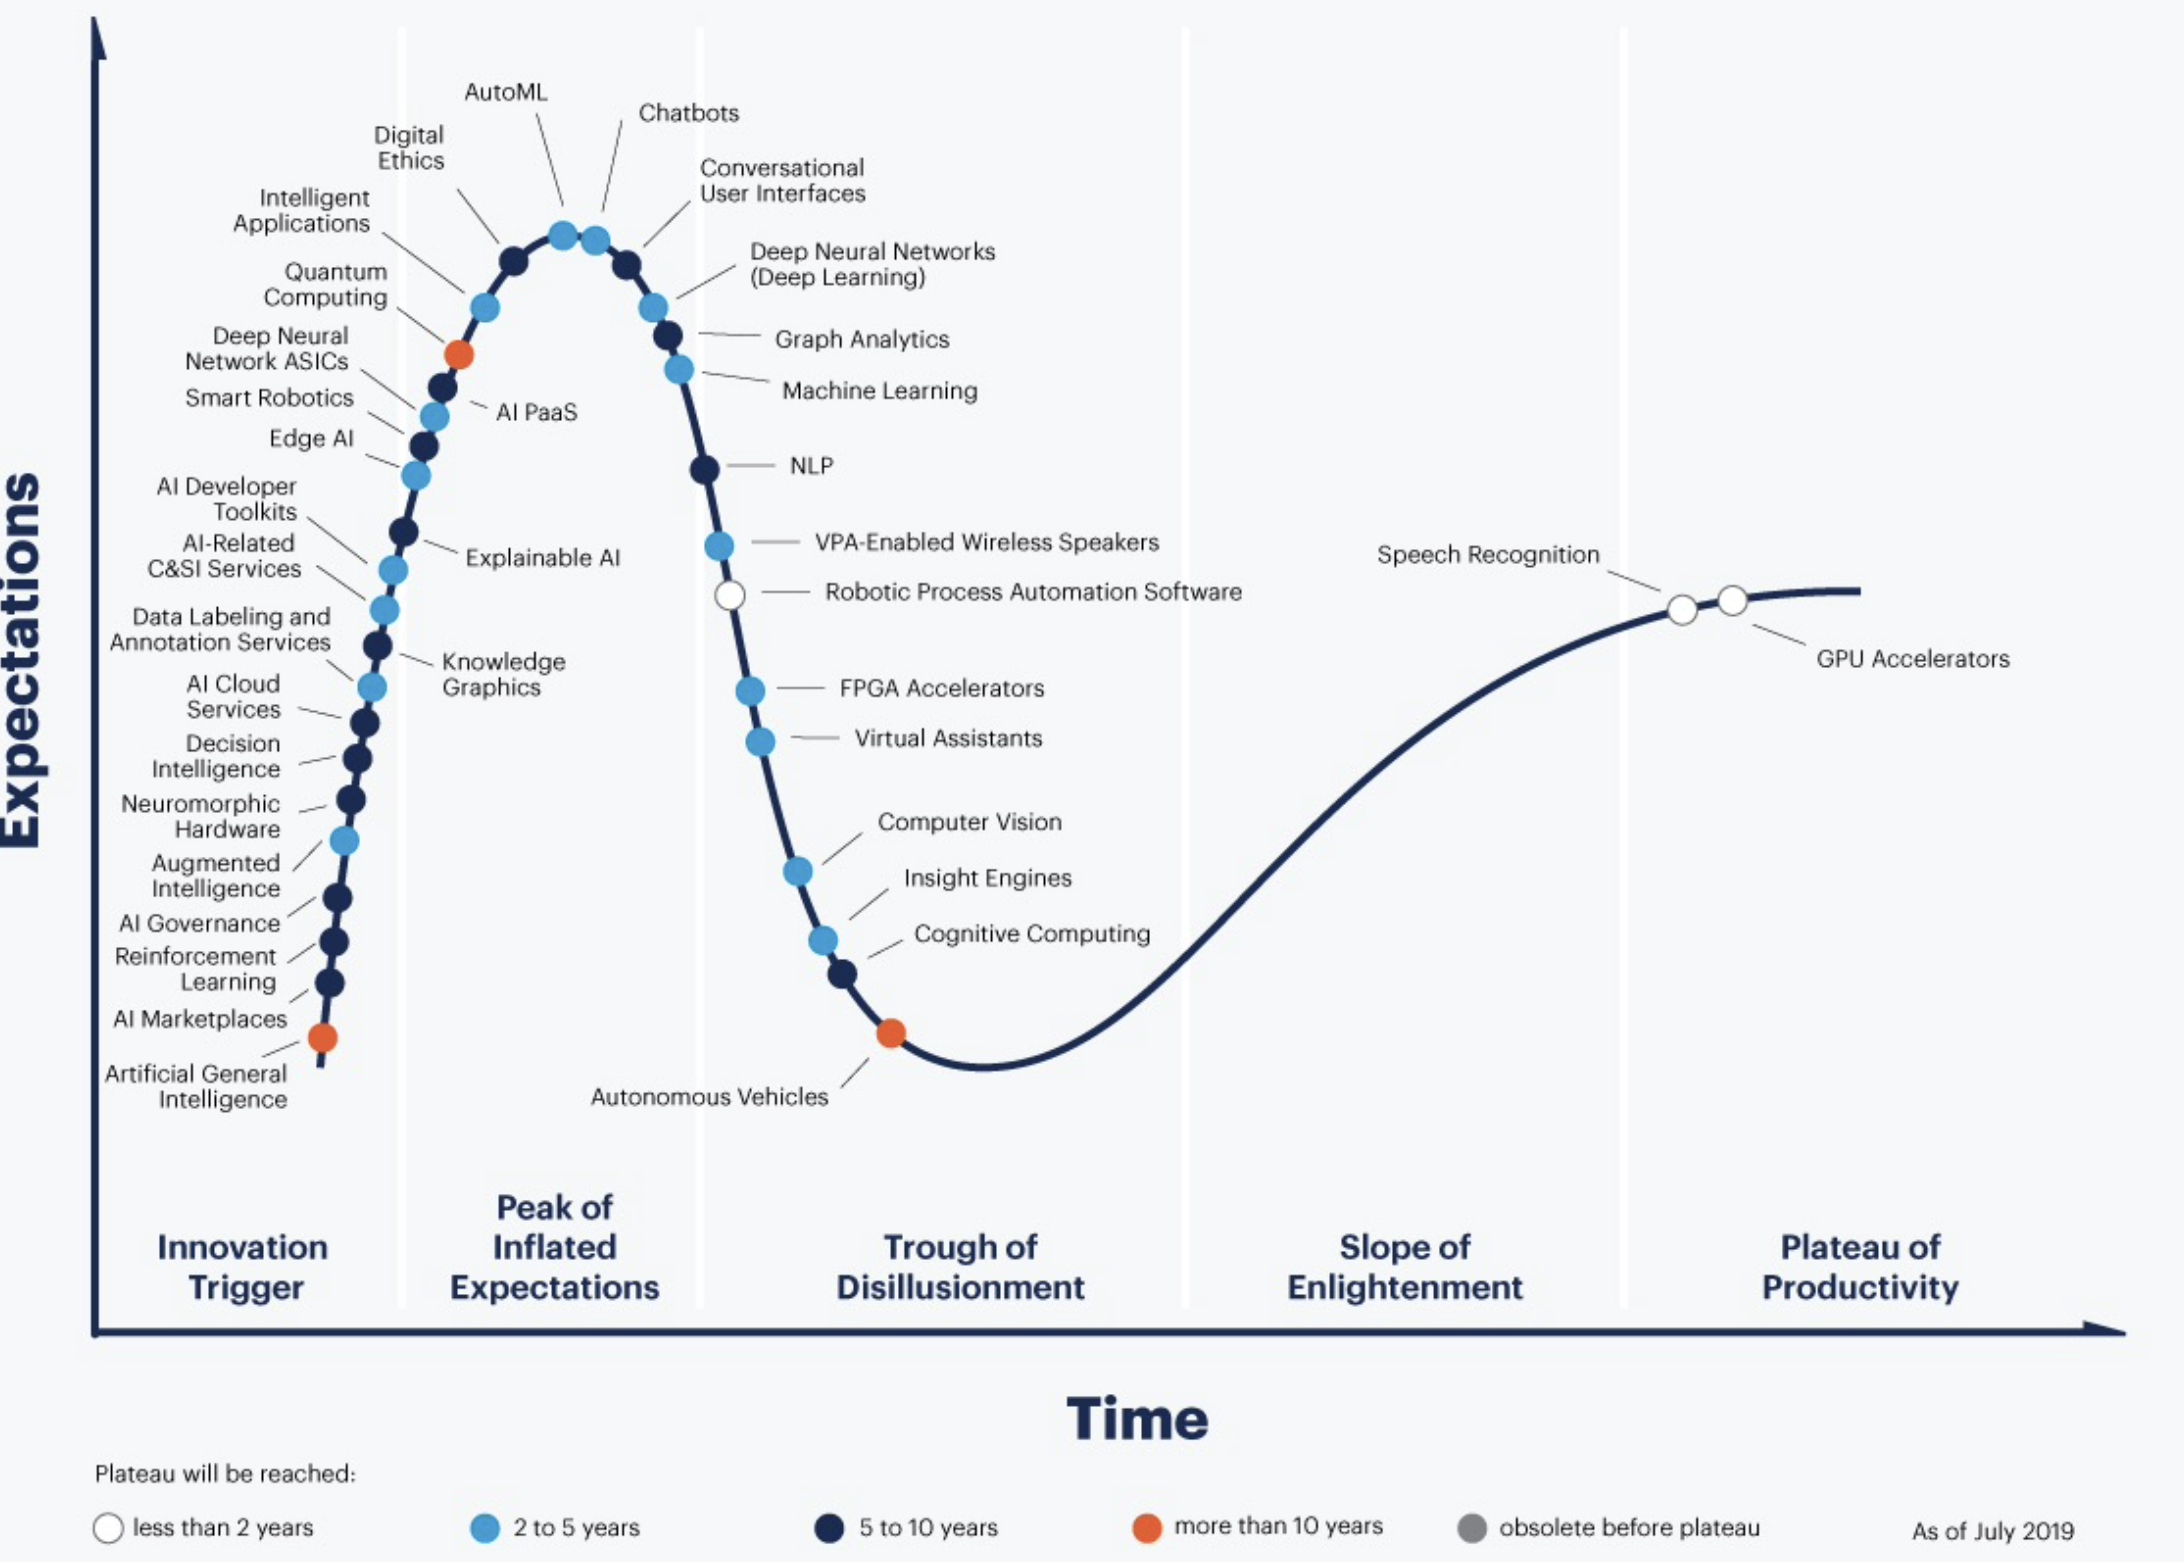 AutoML
Chatbots
Digital
Ethics
Conversational
User Interfaces
Intelligent
Applications
Deep Neural Networks
(Deep Learning)
Quantum
Computing
Deep Neural
Network ASICs
Graph Analytics
Machine Learning
Smart Robotics
AI PaaS
Edge AI
NLP
AI Developer
Toolkits
VPA-Enabled Wireless Speakers
AI-Related
C&SI Services
Explainable AI
Speech Recognition
Robotic Process Automation Software
Data Labeling and
Annotation Services
Knowledge
Graphics
GPU Accelerators
AI Cloud
Services
FPGA Accelerators
Decision
Intelligence
Virtual Assistants
Neuromorphic
Hardware
Computer Vision
Augmented
Intelligence
Insight Engines
AI Governance
Cognitive Computing
Reinforcement
Learning
AI Marketplaces
Artificial General
Intelligence
Autonomous Vehicles
Expectations
Innovation
Trigger
Peak of
Inflated
Expectations
Trough of
Disillusionment
Slope of
Enlightenment
Plateau of
Productivity
Time
Plateau will be reached:
less than 2 years
2 to 5 years
5 to 10 years
more than 10 years
obsolete before plateau
As of July 2019